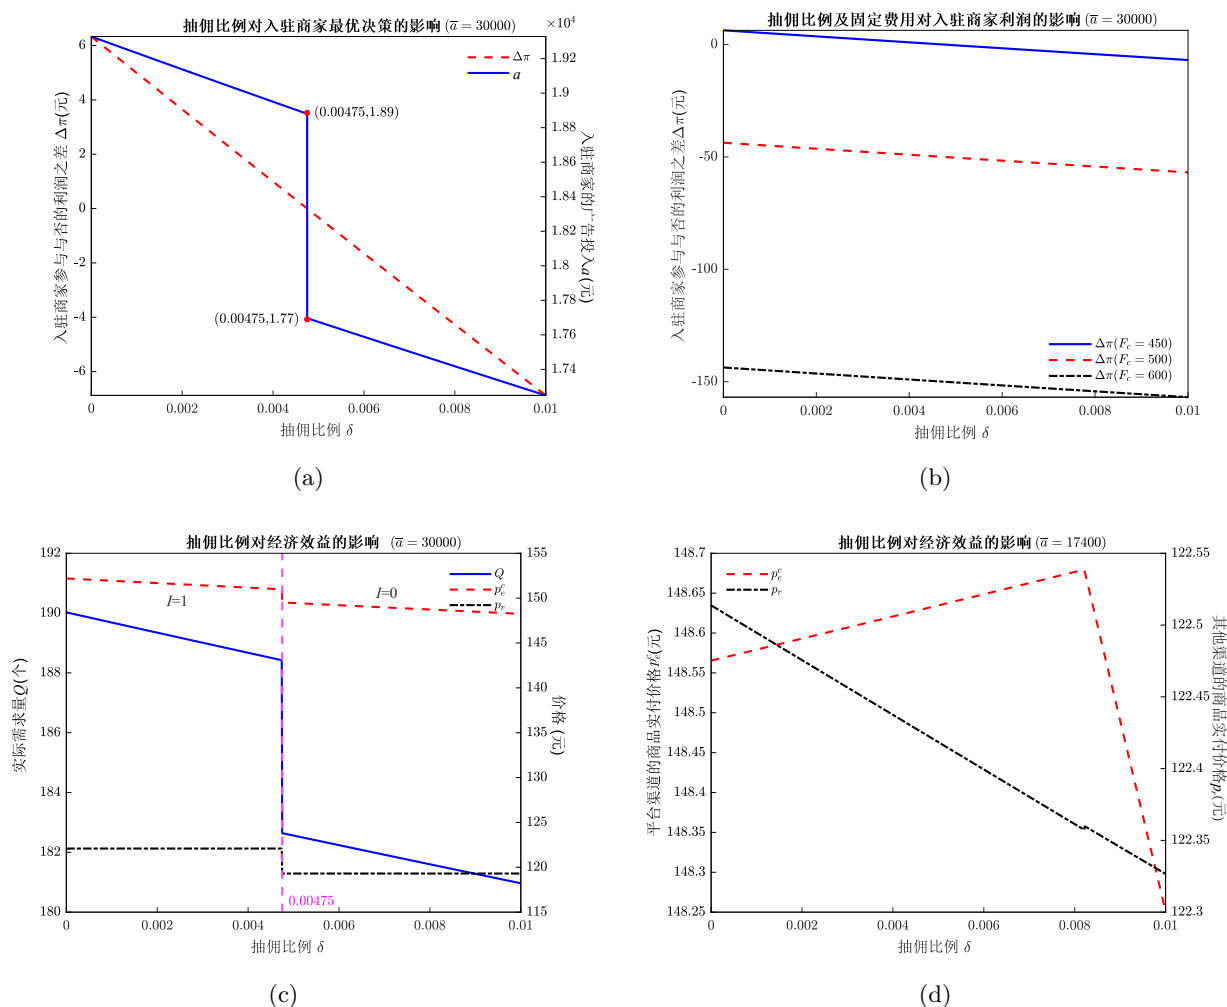 抽佣比例对入驻商家最优决策的影响 (a̅ = 30000)
×10⁴
入驻商家参与与否的利润之差 Δπ(元)
6
4
2
0
-2
-4
-6
Δπ
a
(0.00475,1.89)
(0.00475,1.77)
1.92
1.9
1.88
1.86
1.84
1.82
1.8
1.78
1.76
1.74
入驻商家的广告投入a(元)
0 0.002 0.004 0.006 0.008 0.01
抽佣比例 δ
(a)
抽佣比例及固定费用对入驻商家利润的影响 (a̅ = 30000)
入驻商家参与与否的利润之差Δπ(元)
0
-50
-100
-150
Δπ(F_c = 450)
Δπ(F_c = 500)
Δπ(F_c = 600)
0 0.002 0.004 0.006 0.008 0.01
抽佣比例 δ
(b)
抽佣比例对经济效益的影响 (a̅ = 30000)
实际需求量Q(个)
192
190
188
186
184
182
180
I=1
I=0
Q
p_e^c
p_r
0.00475
155
150
145
140
135
130
125
120
115
价格 (元)
0 0.002 0.004 0.006 0.008 0.01
抽佣比例 δ
(c)
抽佣比例对经济效益的影响 (a̅ = 17400)
平台渠道的商品实付价格p_e^c(元)
148.7
148.65
148.6
148.55
148.5
148.45
148.4
148.35
148.3
148.25
p_e^c
p_r
122.55
122.5
122.45
122.4
122.35
122.3
其他渠道的商品实付价格p_r(元)
0 0.002 0.004 0.006 0.008 0.01
抽佣比例 δ
(d)